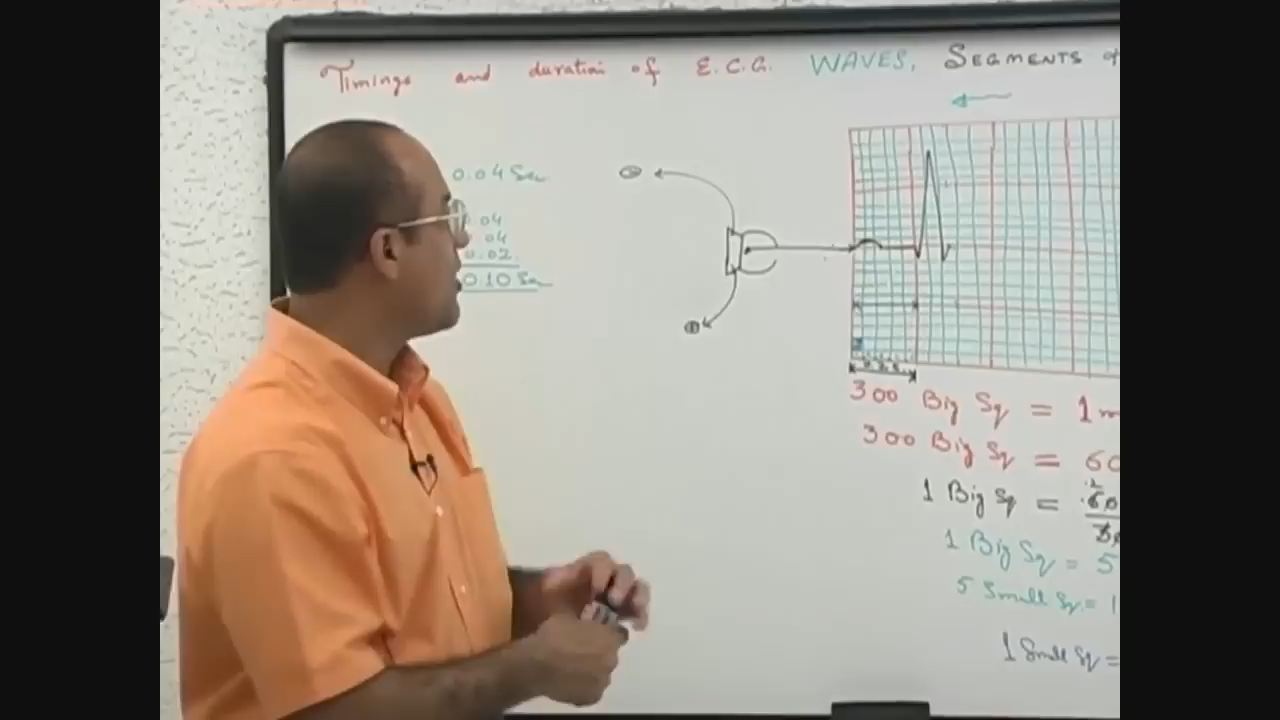 Timings and duration of E.C.G. WAVES, SEGMENTS of
0.04 Sec
.04
04
0.02
0.10 Sec
300 Big Sq = 1 m
300 Big Sq = 60
1 Big Sq =
1 Big Sq = 5
5 Small Sq = 1
1 Small Sq =